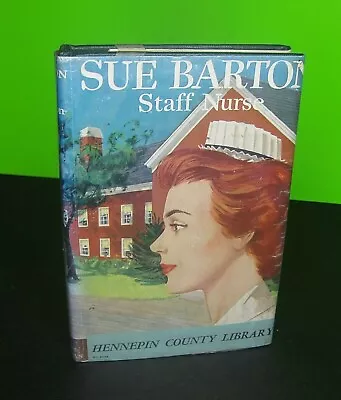 SUE BARTON
Staff Nurse
HENNEPIN COUNTY LIBRARY